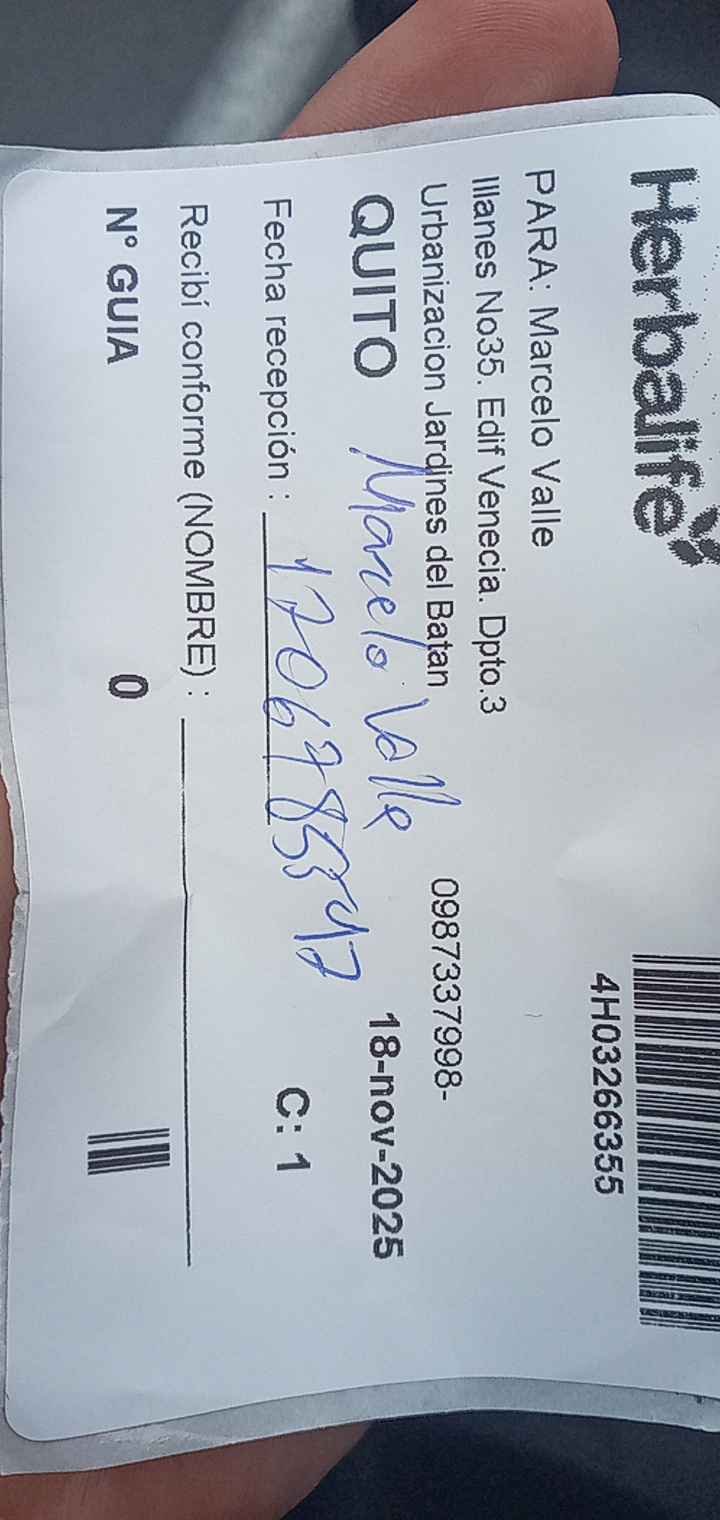 Herbalife
4H03266355
PARA: Marcelo Valle
Illanes No35. Edif Venecia. Dpto.3
Urbanizacion Jardines del Batan 0987337998-
QUITO 18-nov-2025
Marcelo Valle
Fecha recepción : C: 1
Recibí conforme (NOMBRE) :
N° GUIA 0